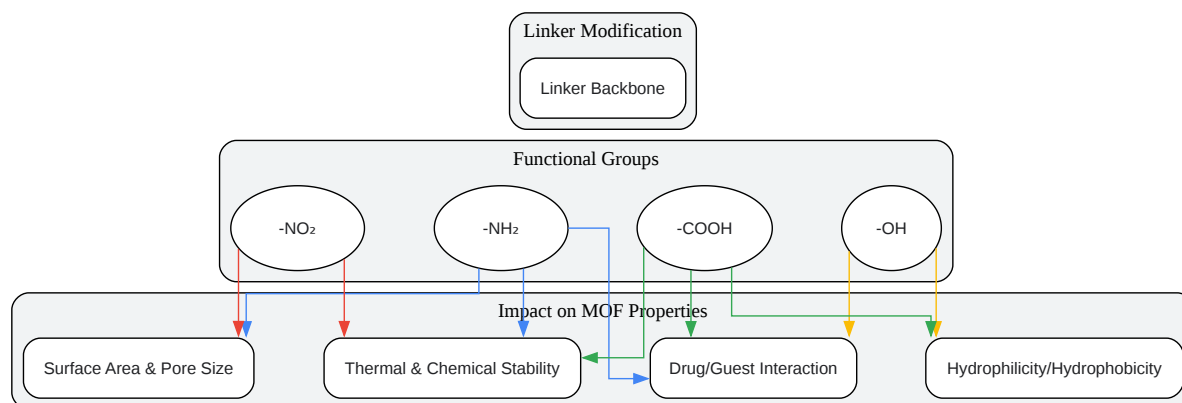 Linker Modification
Linker Backbone
Functional Groups
-NO₂
-NH₂
-COOH
-OH
Impact on MOF Properties
Surface Area & Pore Size
Thermal & Chemical Stability
Drug/Guest Interaction
Hydrophilicity/Hydrophobicity